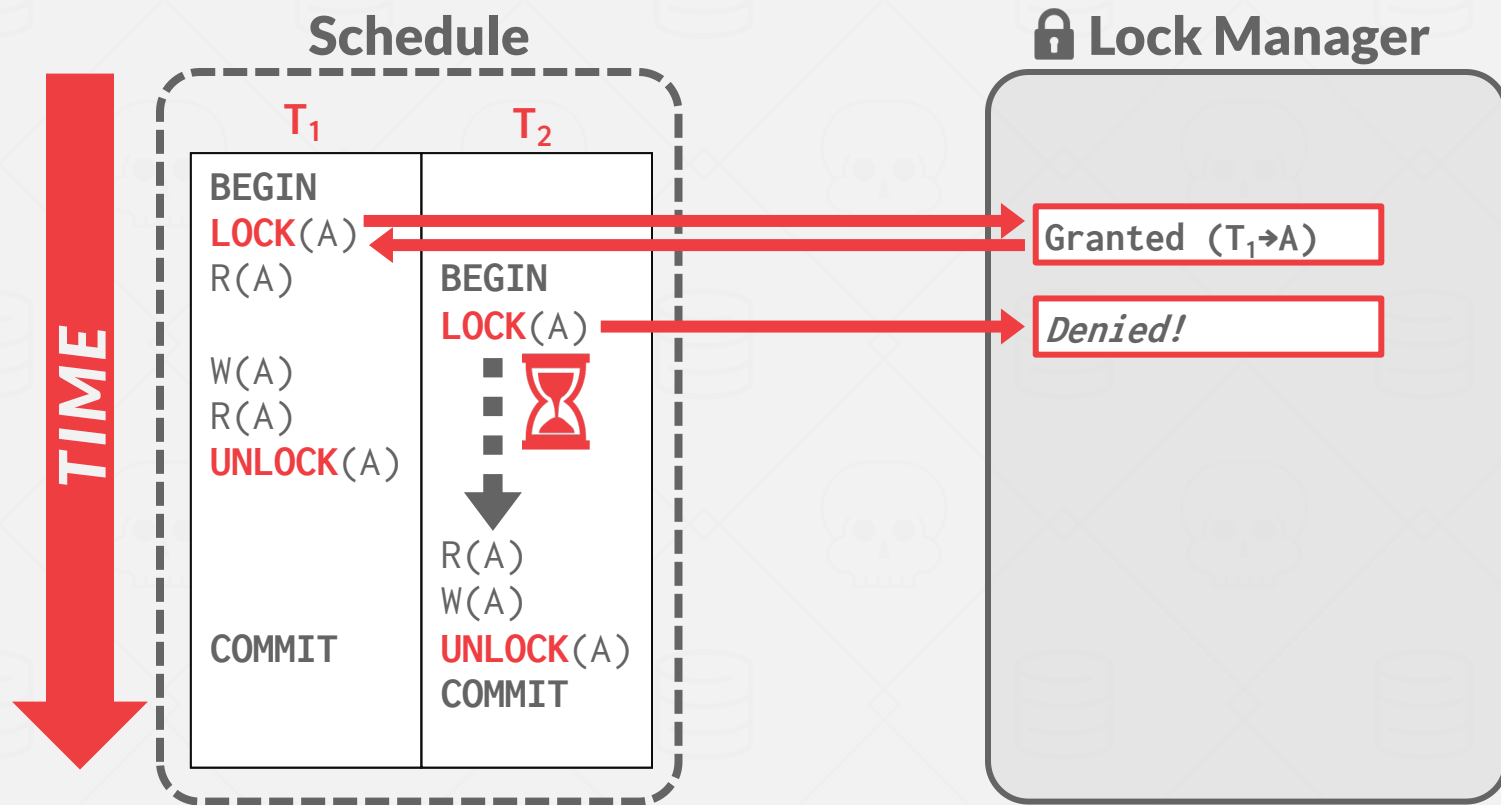 Schedule
Lock Manager
TIME
T₁ T₂
BEGIN
LOCK(A)
Granted (T₁→A)
R(A) BEGIN
LOCK(A)
Denied!
W(A)
R(A)
UNLOCK(A)
R(A)
W(A)
COMMIT UNLOCK(A)
COMMIT